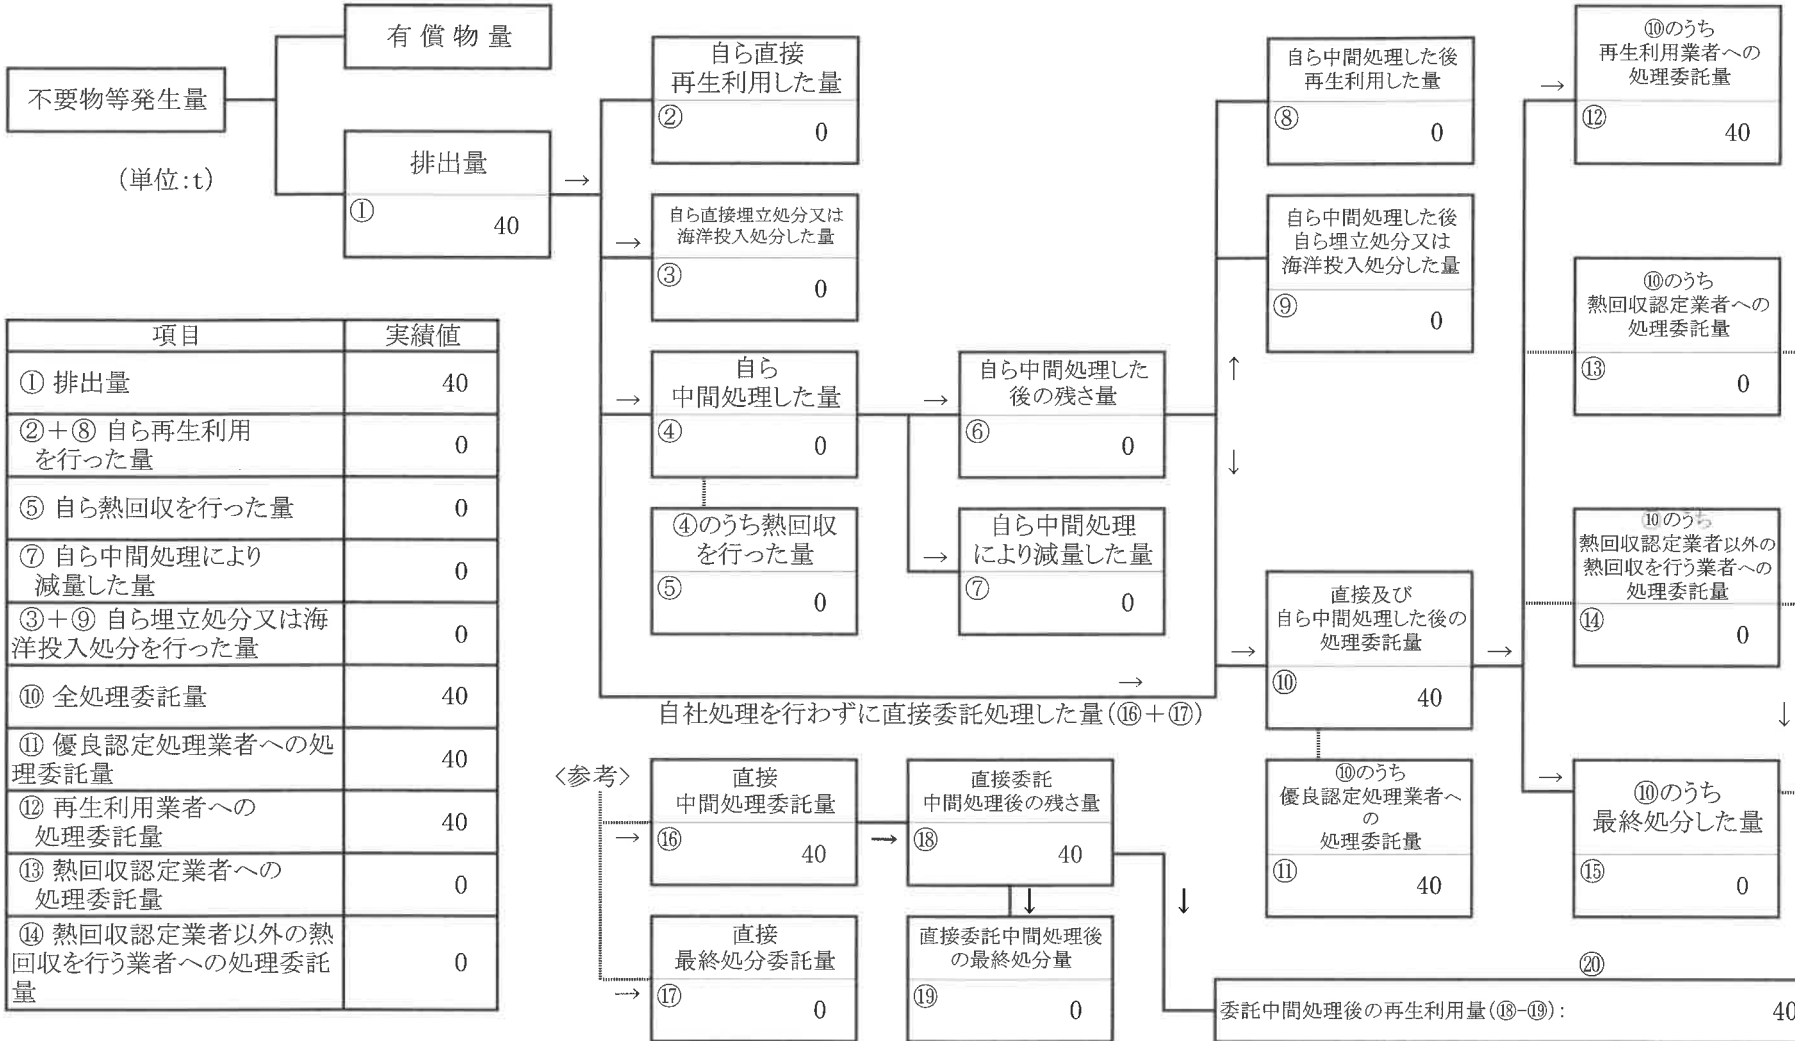 不要物等発生量
(単位:t)
有償物量
排出量
①
40
→
自ら直接
再生利用した量
②
0
→
自ら直接埋立処分又は
海洋投入処分した量
③
0
→
自ら
中間処理した量
④
0
④のうち熱回収
を行った量
⑤
0
→
自ら中間処理した
後の残さ量
⑥
0
→
自ら中間処理
により減量した量
⑦
0
↑
↓
自ら中間処理した後
再生利用した量
⑧
0
自ら中間処理した後
自ら埋立処分又は
海洋投入処分した量
⑨
0
→
自社処理を行わずに直接委託処理した量(⑯+⑰)
→
直接及び
自ら中間処理した後の
処理委託量
⑩
40
⑩のうち
優良認定処理業者へ
の
処理委託量
⑪
40
→
→
⑩のうち
再生利用業者への
処理委託量
⑫
40
⑩のうち
熱回収認定業者への
処理委託量
⑬
0
⑩のうち
熱回収認定業者以外の
熱回収を行う業者への
処理委託量
⑭
0
↓
→
⑩のうち
最終処分した量
⑮
0
項目 実績値
① 排出量 40
②+⑧ 自ら再生利用
を行った量 0
⑤ 自ら熱回収を行った量 0
⑦ 自ら中間処理により
減量した量 0
③+⑨ 自ら埋立処分又は海
洋投入処分を行った量 0
⑩ 全処理委託量 40
⑪ 優良認定処理業者への処
理委託量 40
⑫ 再生利用業者への
処理委託量 40
⑬ 熱回収認定業者への
処理委託量 0
⑭ 熱回収認定業者以外の熱
回収を行う業者への処理委託
量 0
<参考>
→
直接
中間処理委託量
⑯
40
→
直接委託
中間処理後の残さ量
⑱
40
→
直接
最終処分委託量
⑰
0
↓
直接委託中間処理後
の最終処分量
⑲
0
↓
⑳
委託中間処理後の再生利用量(⑱-⑲): 40